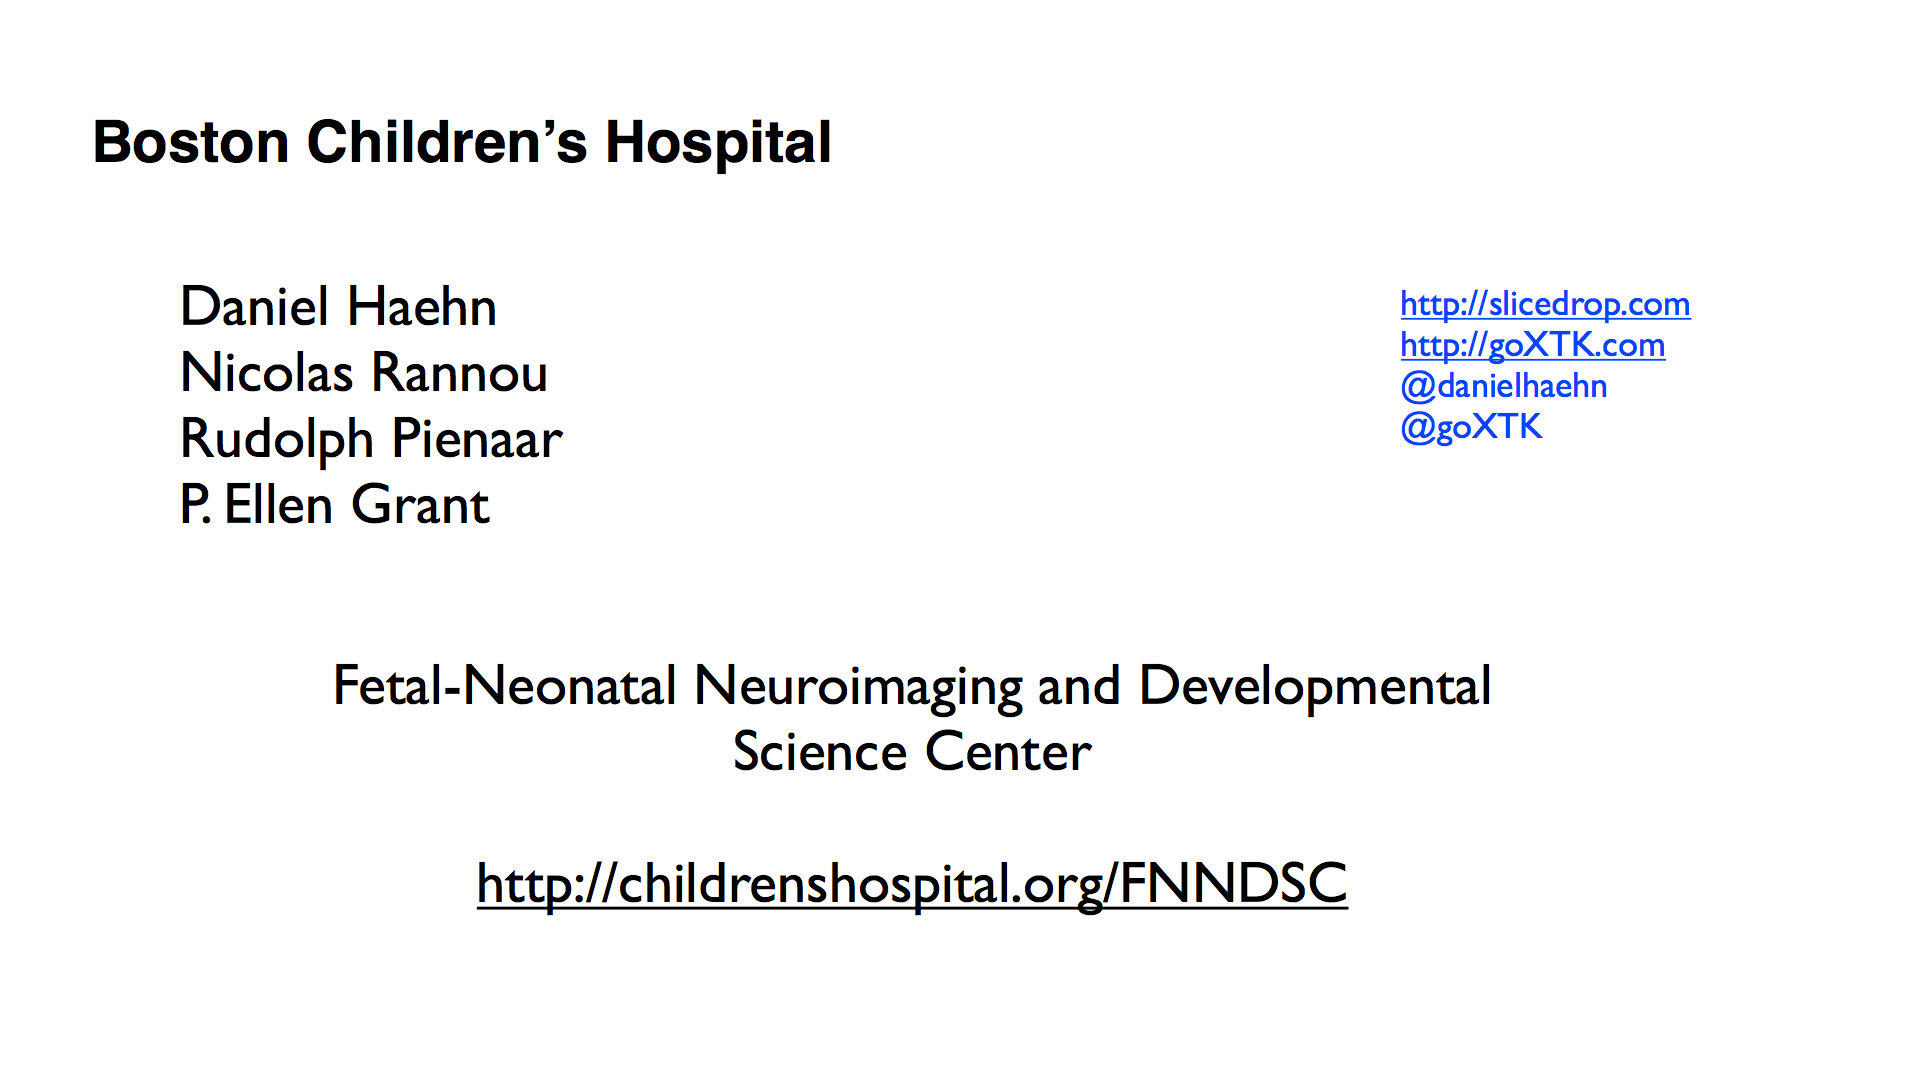 Boston Children’s Hospital
Daniel Haehn
Nicolas Rannou
Rudolph Pienaar
P. Ellen Grant
http://slicedrop.com
http://goXTK.com
@danielhaehn
@goXTK
Fetal-Neonatal Neuroimaging and Developmental
Science Center
http://childrenshospital.org/FNNDSC